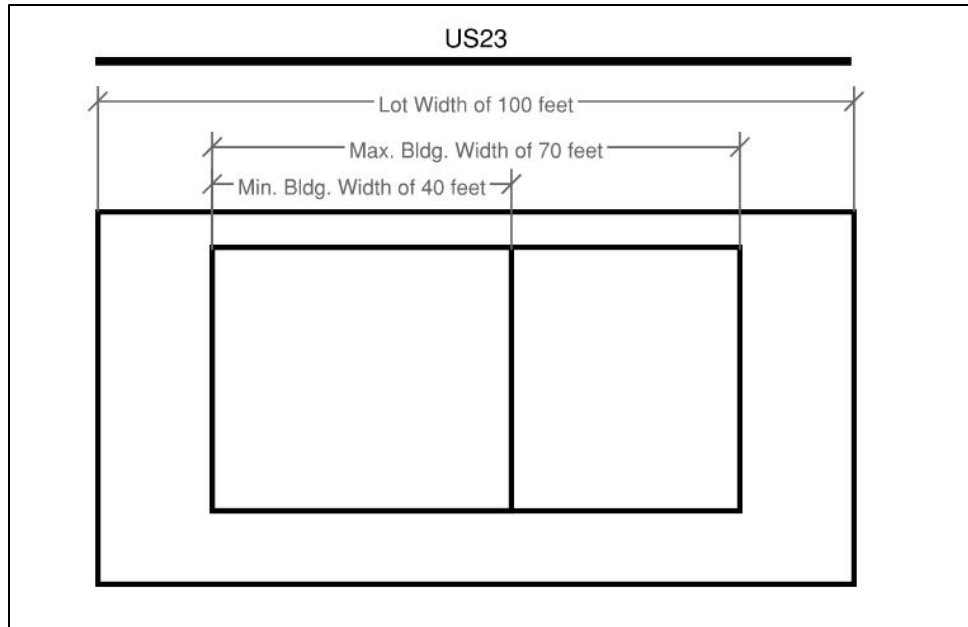 US23
Lot Width of 100 feet
Max. Bldg. Width of 70 feet
Min. Bldg. Width of 40 feet